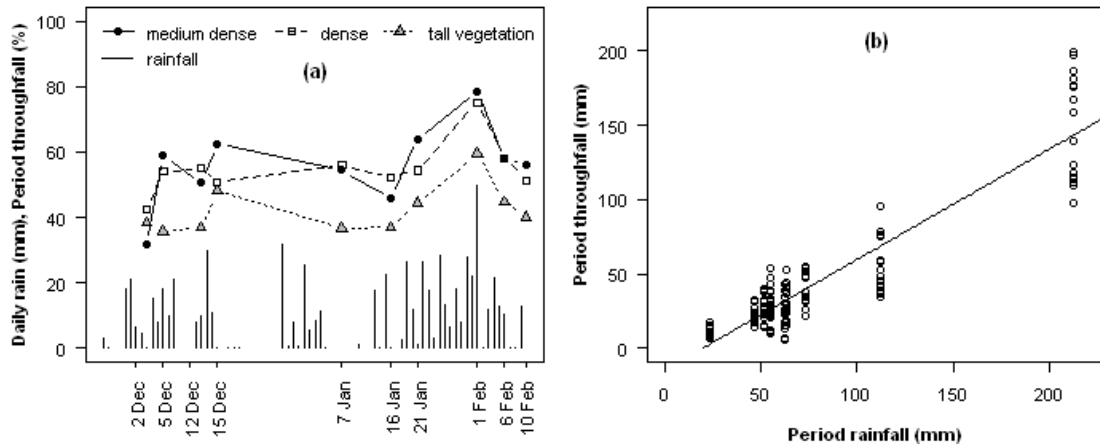 Daily rain (mm), Period throughfall (%)
100
80
60
40
20
0
medium dense dense tall vegetation
rainfall
(a)
2 Dec
5 Dec
12 Dec
15 Dec
7 Jan
16 Jan
21 Jan
1 Feb
6 Feb
10 Feb
Period throughfall (mm)
200
150
100
50
0
(b)
0 50 100 150 200
Period rainfall (mm)